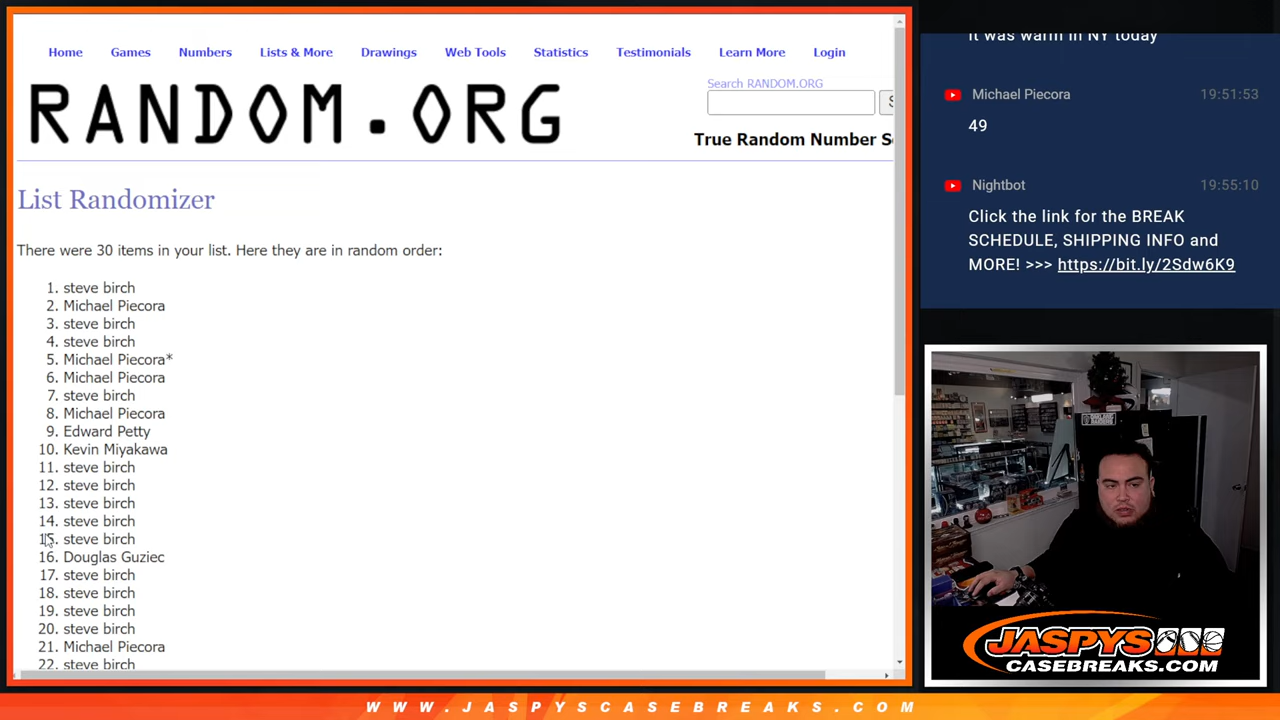 Home Games Numbers Lists & More Drawings Web Tools Statistics Testimonials Learn More Login
RANDOM.ORG
Search RANDOM.ORG
True Random Number
List Randomizer
There were 30 items in your list. Here they are in random order:
1. steve birch
2. Michael Piecora
3. steve birch
4. steve birch
5. Michael Piecora*
6. Michael Piecora
7. steve birch
8. Michael Piecora
9. Edward Petty
10. Kevin Miyakawa
11. steve birch
12. steve birch
13. steve birch
14. steve birch
15. steve birch
16. Douglas Guziec
17. steve birch
18. steve birch
19. steve birch
20. steve birch
21. Michael Piecora
22. steve birch
It was warm in NY today
Michael Piecora 19:51:53
49
Nightbot 19:55:10
Click the link for the BREAK
SCHEDULE, SHIPPING INFO and
MORE! >>> https://bit.ly/2Sdw6K9
JASPYS
CASEBREAKS.COM
WWW.JASPYSCASEBREAKS.COM